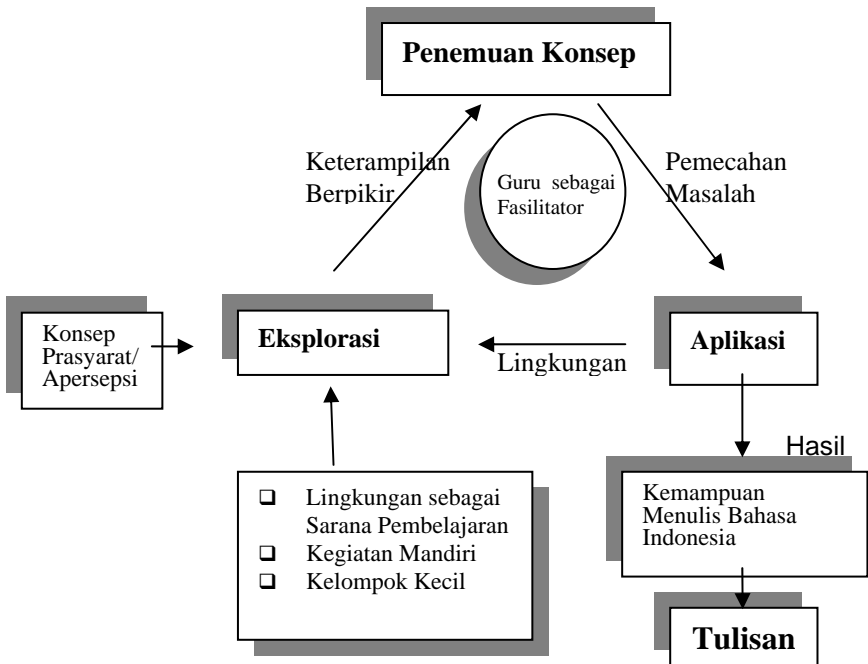 Penemuan Konsep
Keterampilan
Berpikir
Guru sebagai
Fasilitator
Pemecahan
Masalah
Konsep
Prasyarat/
Apersepsi
Eksplorasi
Lingkungan
Aplikasi
Hasil
❑ Lingkungan sebagai
Sarana Pembelajaran
❑ Kegiatan Mandiri
❑ Kelompok Kecil
Kemampuan
Menulis Bahasa
Indonesia
Tulisan